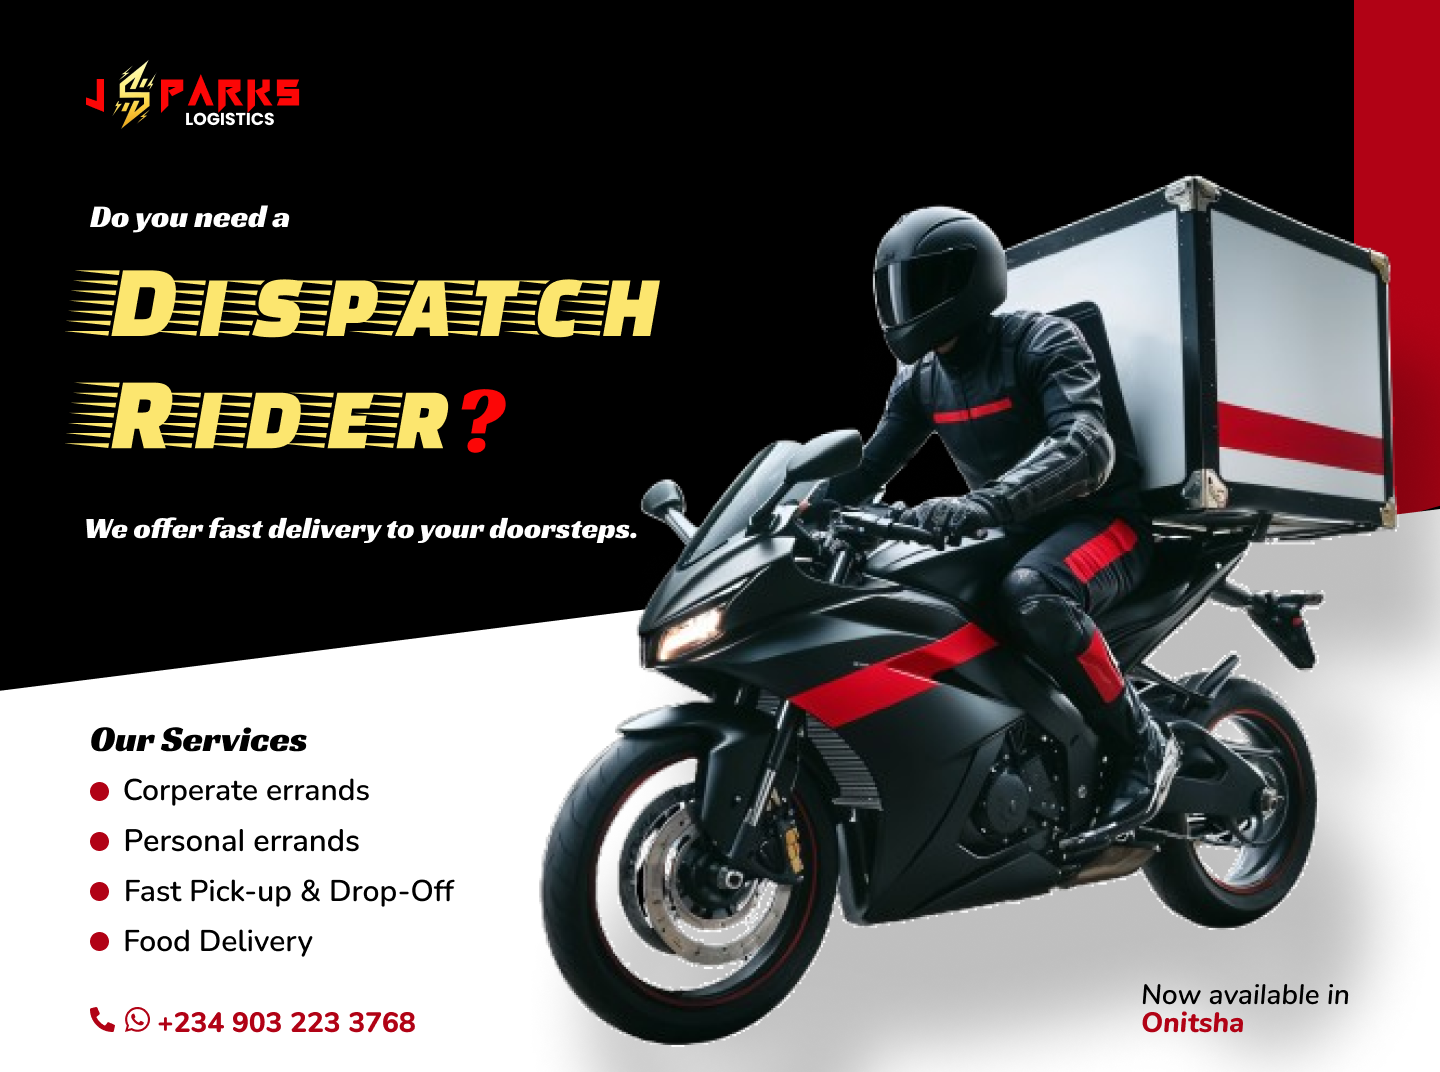 JSPARKS
LOGISTICS
Do you need a
DISPATCH
RIDER?
We offer fast delivery to your doorsteps.
Our Services
Corperate errands
Personal errands
Fast Pick-up & Drop-Off
Food Delivery
+234 903 223 3768
Now available in
Onitsha